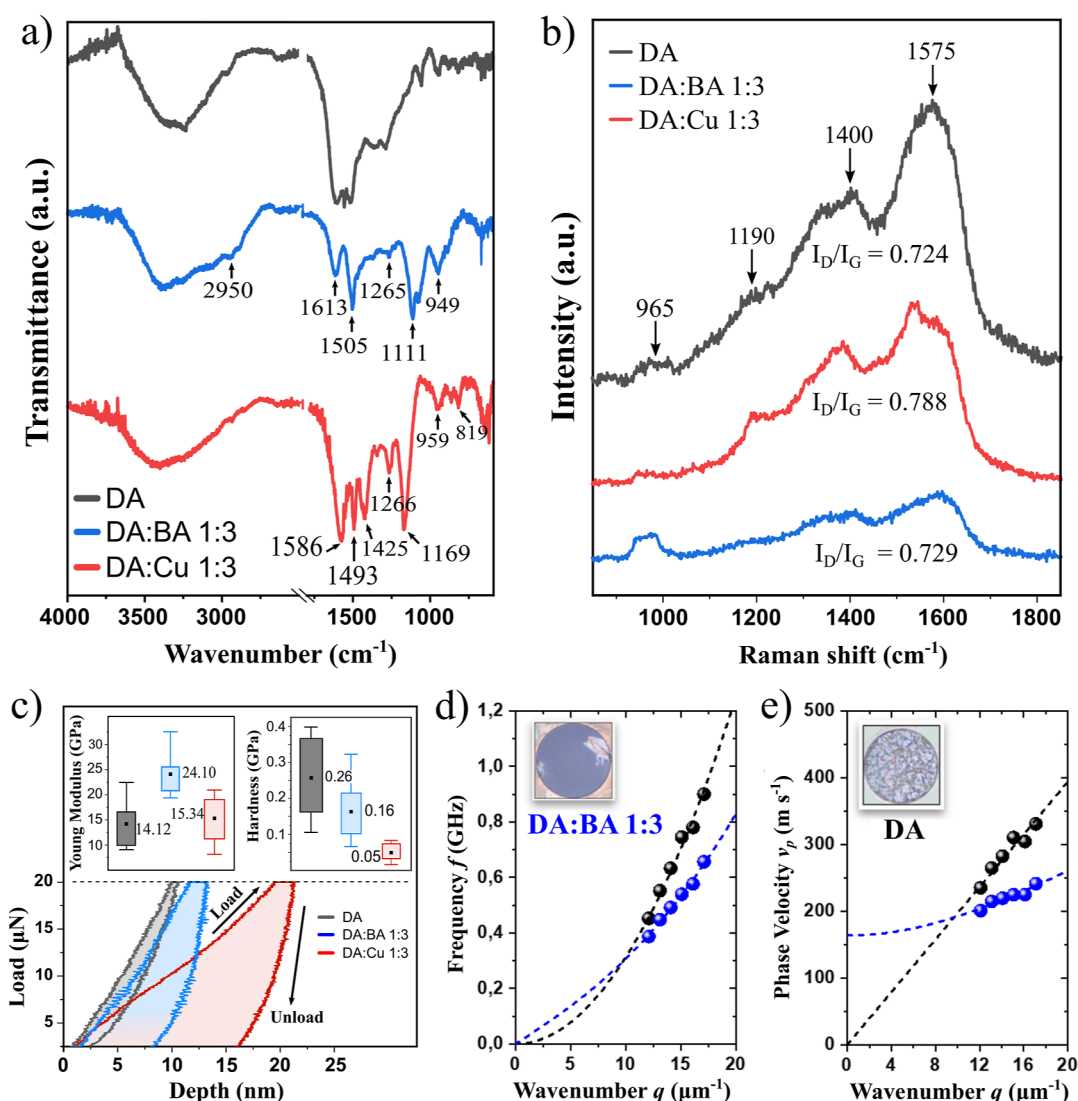 a)
Transmittance (a.u.)
2950
1613
1505
1265
1111
949
1586
1493
1425
1266
1169
959
819
DA
DA:BA 1:3
DA:Cu 1:3
4000 3500 3000 1500 1000
Wavenumber (cm-1)
b)
Intensity (a.u.)
DA
DA:BA 1:3
DA:Cu 1:3
965
1190
1400
1575
ID/IG = 0.724
ID/IG = 0.788
ID/IG = 0.729
1000 1200 1400 1600 1800
Raman shift (cm-1)
c)
Young Modulus (GPa)
30
25
20
15
10
14.12
24.10
15.34
Hardness (GPa)
0.4
0.3
0.2
0.1
0.26
0.16
0.05
Load (µN)
20
15
10
5
Load
Unload
DA
DA:BA 1:3
DA:Cu 1:3
0 5 10 15 20 25
Depth (nm)
d)
Frequency f (GHz)
1,2
1,0
0,8
0,6
0,4
0,2
0,0
DA:BA 1:3
0 10 20
Wavenumber q (µm-1)
e)
Phase Velocity vp (m s-1)
500
400
300
200
100
0
DA
0 4 8 12 16 20
Wavenumber q (µm-1)